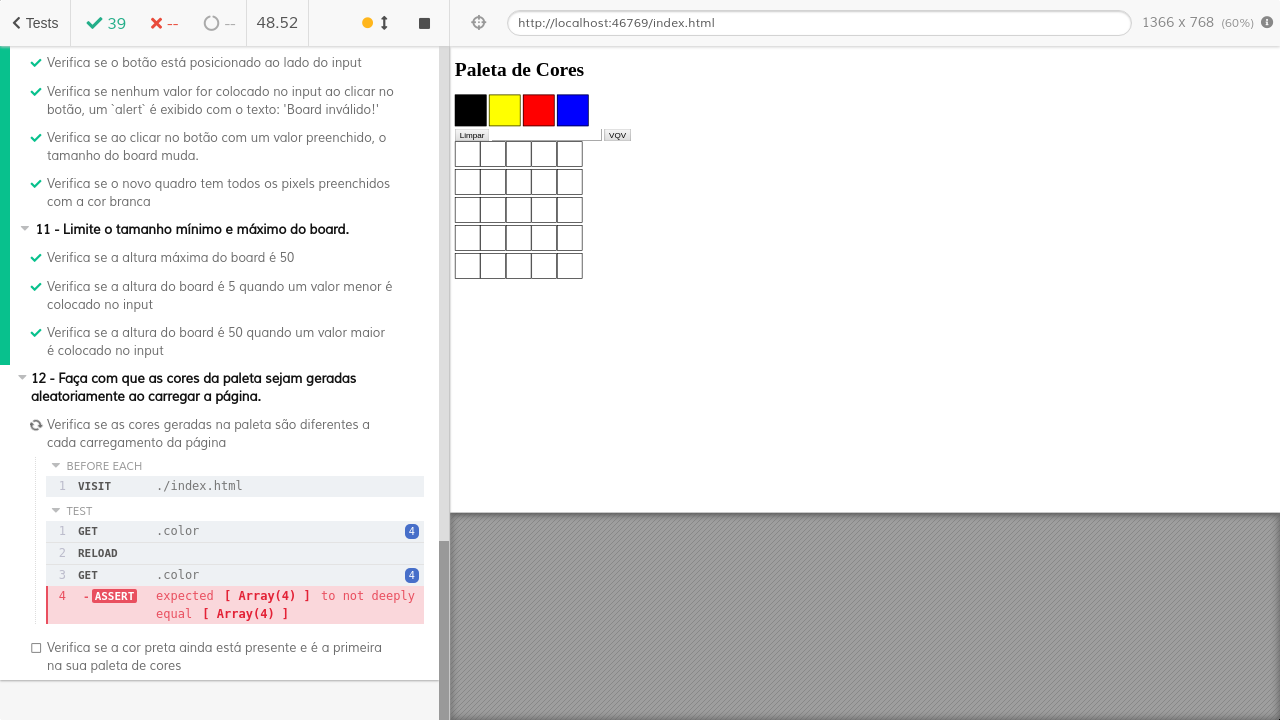 Tests
39
--
--
48.52
http://localhost:46769/index.html
1366 x 768 (60%)
Verifica se o botão está posicionado ao lado do input
Verifica se nenhum valor for colocado no input ao clicar no
botão, um `alert` é exibido com o texto: 'Board inválido!'
Verifica se ao clicar no botão com um valor preenchido, o
tamanho do board muda.
Verifica se o novo quadro tem todos os pixels preenchidos
com a cor branca
11 - Limite o tamanho mínimo e máximo do board.
Verifica se a altura máxima do board é 50
Verifica se a altura do board é 5 quando um valor menor é
colocado no input
Verifica se a altura do board é 50 quando um valor maior
é colocado no input
12 - Faça com que as cores da paleta sejam geradas
aleatoriamente ao carregar a página.
Verifica se as cores geradas na paleta são diferentes a
cada carregamento da página
BEFORE EACH
1 VISIT ./index.html
TEST
1 GET .color 4
2 RELOAD
3 GET .color 4
4 -ASSERT expected [ Array(4) ] to not deeply
equal [ Array(4) ]
Verifica se a cor preta ainda está presente e é a primeira
na sua paleta de cores
Paleta de Cores
Limpar
VQV